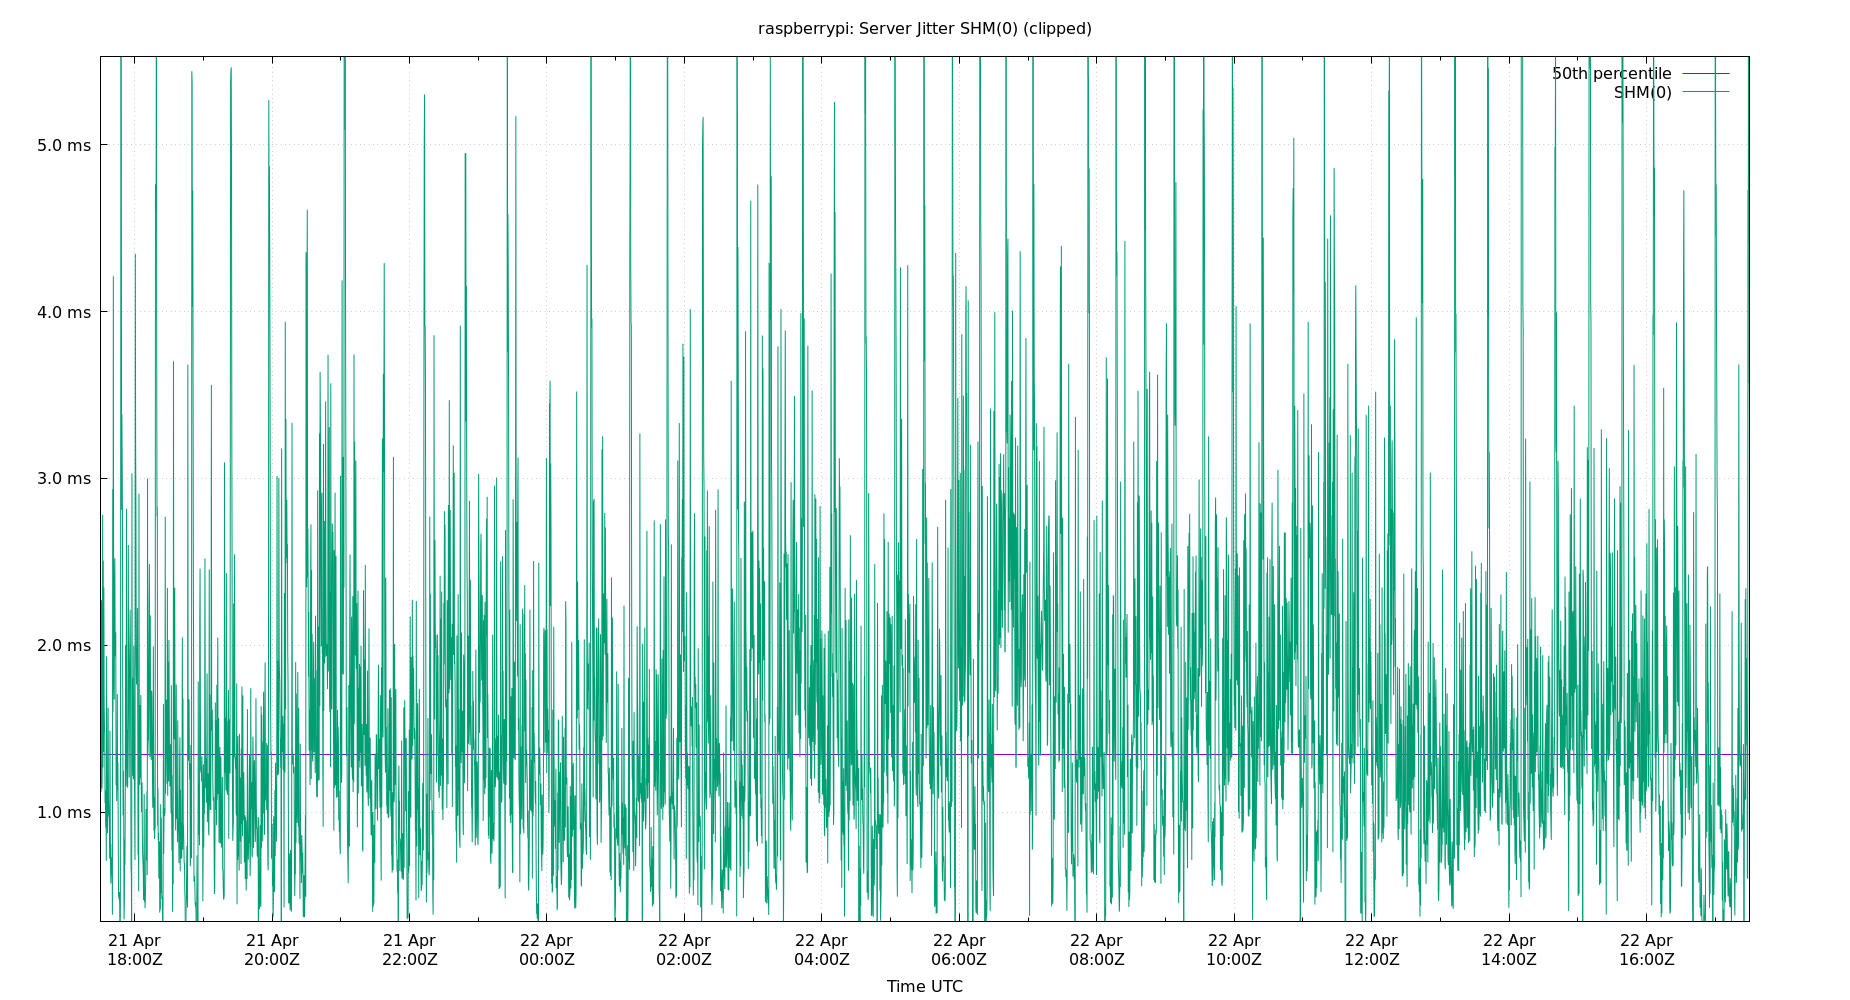 raspberrypi: Server Jitter SHM(0) (clipped)
50th percentile
SHM(0)
5.0 ms
4.0 ms
3.0 ms
2.0 ms
1.0 ms
21 Apr 21 Apr 21 Apr 22 Apr 22 Apr 22 Apr 22 Apr 22 Apr 22 Apr 22 Apr 22 Apr 22 Apr
18:00Z 20:00Z 22:00Z 00:00Z 02:00Z 04:00Z 06:00Z 08:00Z 10:00Z 12:00Z 14:00Z 16:00Z
Time UTC